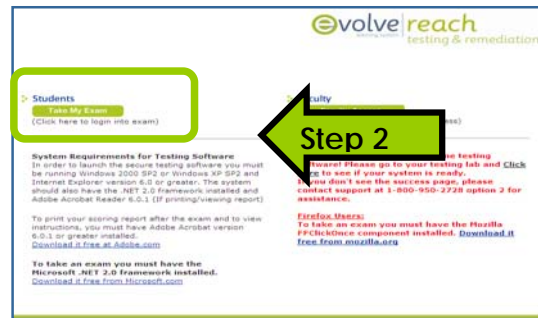 evolve reach
testing & remediation
Students
Take My Exam
(Click here to login into exam)
Step 2
System Requirements for Testing Software
In order to launch the secure testing software you must
be running Windows 2000 SP2 or Windows XP SP2 and
Internet Explorer version 6.0 or greater. The system
should also have the .NET 2.0 framework installed and
Adobe Acrobat Reader 6.0.1 (If printing/viewing report)
To print your scoring report after the exam and to view
instructions, you must have Adobe Acrobat version
6.0.1 or greater installed.
Download it free at Adobe.com
To take an exam you must have the
Microsoft .NET 2.0 framework installed.
Download it free from Microsoft.com
testing
software! Please go to your testing lab and Click
to see if your system is ready.
you don't see the success page, please
contact support at 1-800-950-2728 option 2 for
assistance.
Firefox Users:
To take an exam you must have the Mozilla
FFClickOnce component installed. Download it
free from mozilla.org